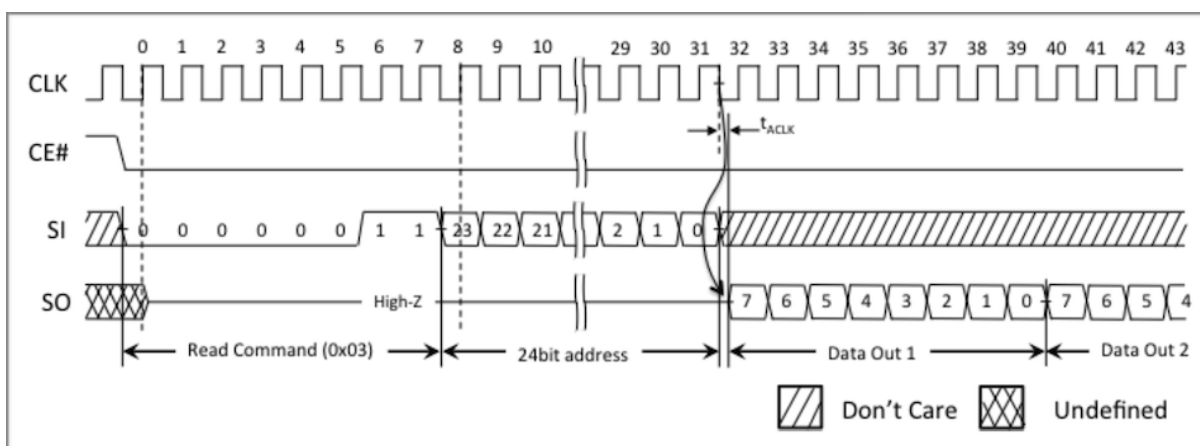 0 1 2 3 4 5 6 7 8 9 10 29 30 31 32 33 34 35 36 37 38 39 40 41 42 43
CLK
tACLK
CE#
SI 0 0 0 0 0 0 1 1 23 22 21 2 1 0
SO High-Z 7 6 5 4 3 2 1 0 7 6 5 4
Read Command (0x03) 24bit address Data Out 1 Data Out 2
Don't Care Undefined